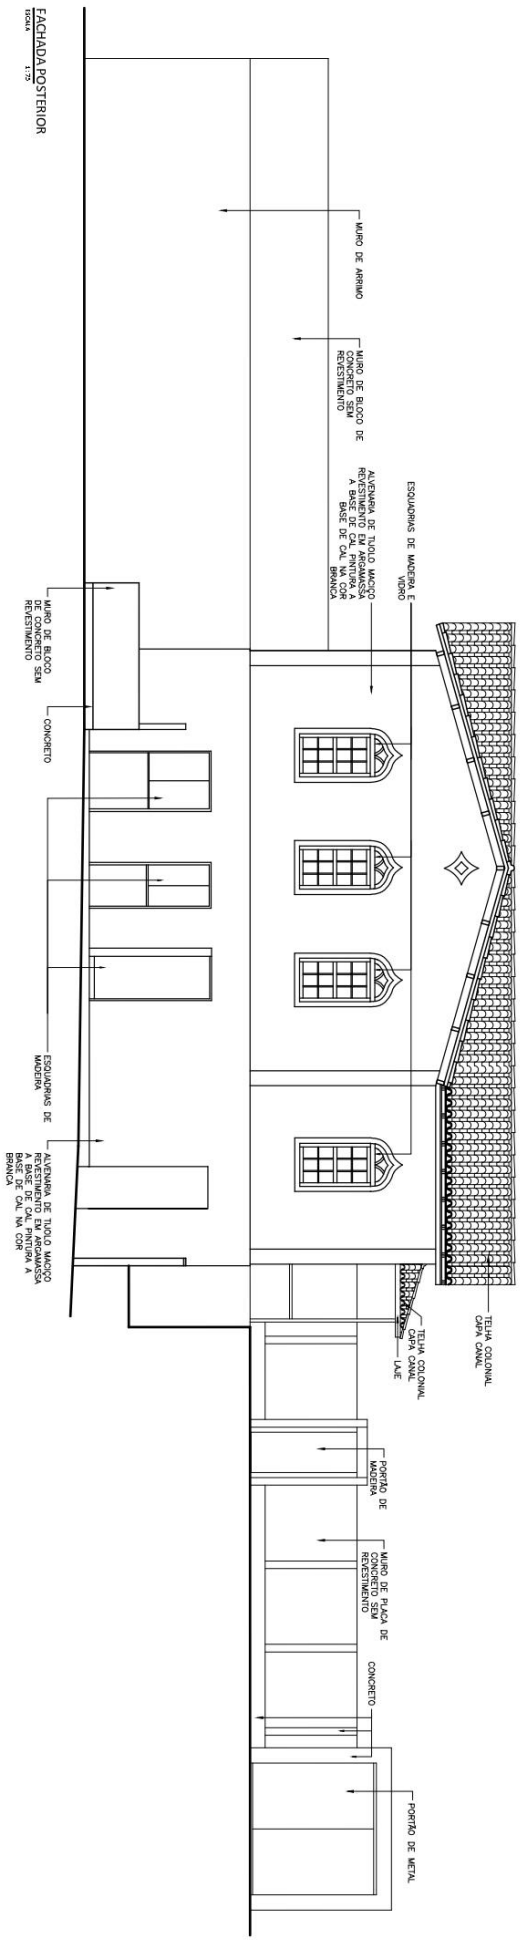 MURO DE ARRIMO
MURO DE BLOCO DE
CONCRETO SEM
REVESTIMENTO
ALVENARIA DE TIJOLO MACIÇO
REVESTIMENTO EM ARGAMASSA
A BASE DE CAL PINTURA A
BASE DE CAL NA COR
BRANCA
ESQUADRIAS DE MADEIRA E
VIDRO
TELHA COLONIAL
CAPA CANAL
TELHA COLONIAL
CAPA CANAL
LAJE
PORTÃO DE
MADEIRA
MURO DE PLACA DE
CONCRETO SEM
REVESTIMENTO
CONCRETO
PORTÃO DE METAL
MURO DE BLOCO
DE CONCRETO SEM
REVESTIMENTO
CONCRETO
ESQUADRIAS DE
MADEIRA
ALVENARIA DE TIJOLO MACIÇO
REVESTIMENTO EM ARGAMASSA
A BASE DE CAL PINTURA A
BASE DE CAL NA COR
BRANCA
FACHADA POSTERIOR
ESCALA 1:75